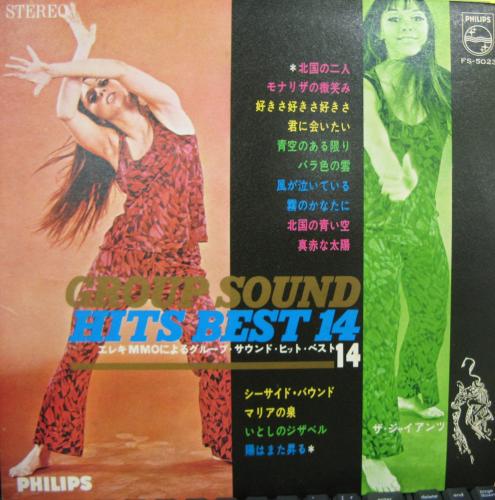 STEREO
PHILIPS
PHILIPS
FS-5023
*北国の二人
モナリザの微笑み
好きさ好きさ好きさ
君に会いたい
青空のある限り
バラ色の雲
風が泣いている
霧のかなたに
北国の青い空
真赤な太陽
GROUP SOUND
HITS BEST 14
エレキMMOによるグループ・サウンド・ヒット・ベスト14
シーサイド・バウンド
マリアの泉
いとしのジザベル
陽はまた昇る*
ザ・ジャイアンツ
PHILIPS